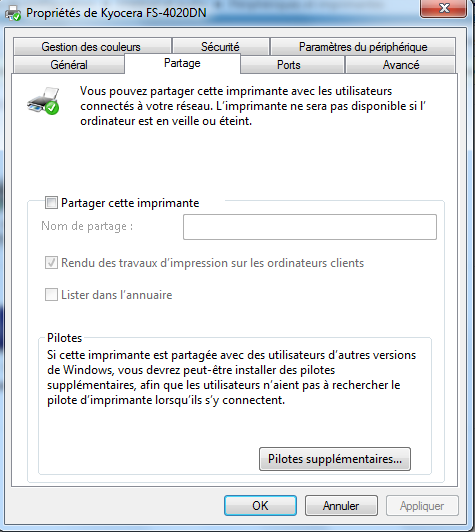 Propriétés de Kyocera FS-4020DN
Gestion des couleurs
Sécurité
Paramètres du périphérique
Général
Partage
Ports
Avancé
Vous pouvez partager cette imprimante avec les utilisateurs
connectés à votre réseau. L'imprimante ne sera pas disponible si l'
ordinateur est en veille ou éteint.
Partager cette imprimante
Nom de partage :
Rendu des travaux d'impression sur les ordinateurs clients
Lister dans l'annuaire
Pilotes
Si cette imprimante est partagée avec des utilisateurs d'autres versions
de Windows, vous devrez peut-être installer des pilotes
supplémentaires, afin que les utilisateurs n'aient pas à rechercher le
pilote d'imprimante lorsqu'ils s'y connectent.
Pilotes supplémentaires...
OK
Annuler
Appliquer